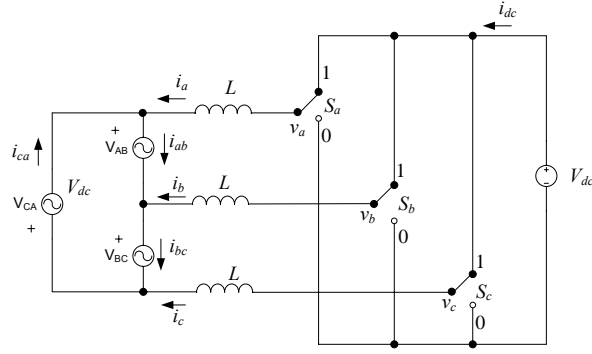 i_dc
1
i_a
L
S_a
v_a
0
+
V_AB
i_ab
i_ca
V_dc
V_CA
+
i_b
L
1
S_b
v_b
0
+
-
V_dc
+
V_BC
i_bc
L
1
i_c
v_c
S_c
0